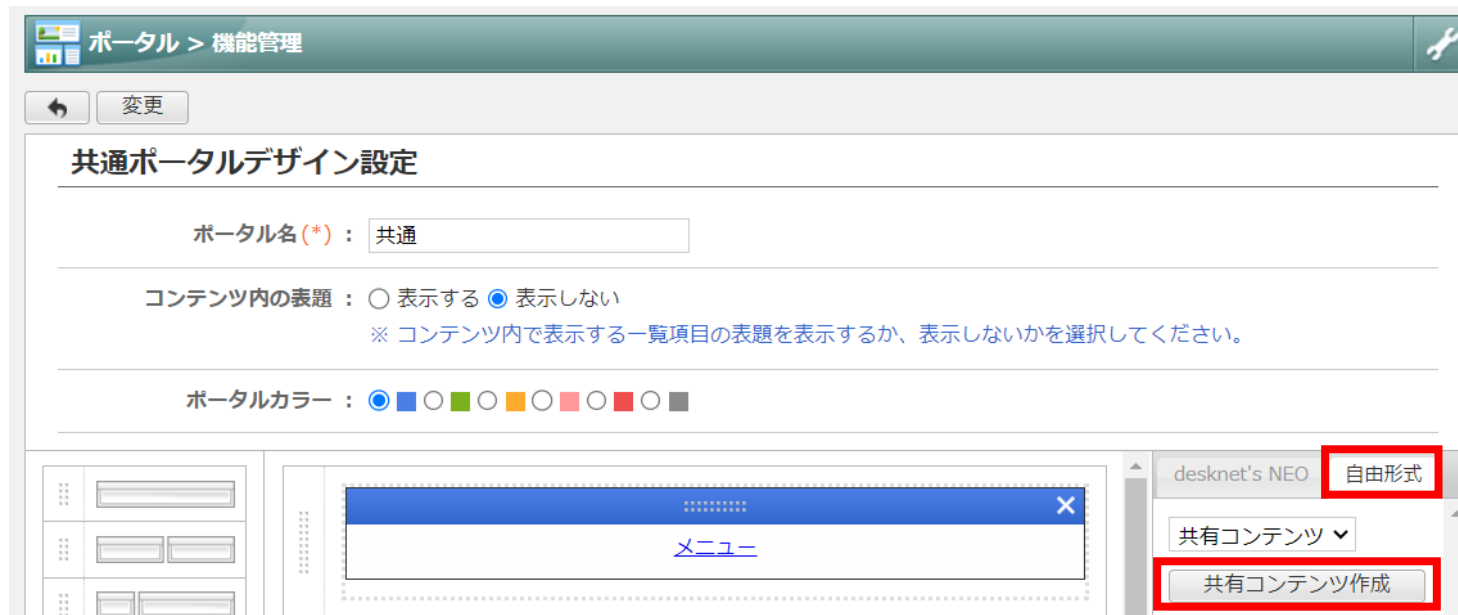 ポータル > 機能管理
変更
共通ポータルデザイン設定
ポータル名(*) : 共通
コンテンツ内の表題 : 表示する 表示しない
※ コンテンツ内で表示する一覧項目の表題を表示するか、表示しないかを選択してください。
ポータルカラー :
desknet's NEO 自由形式
メニュー
共有コンテンツ
共有コンテンツ作成